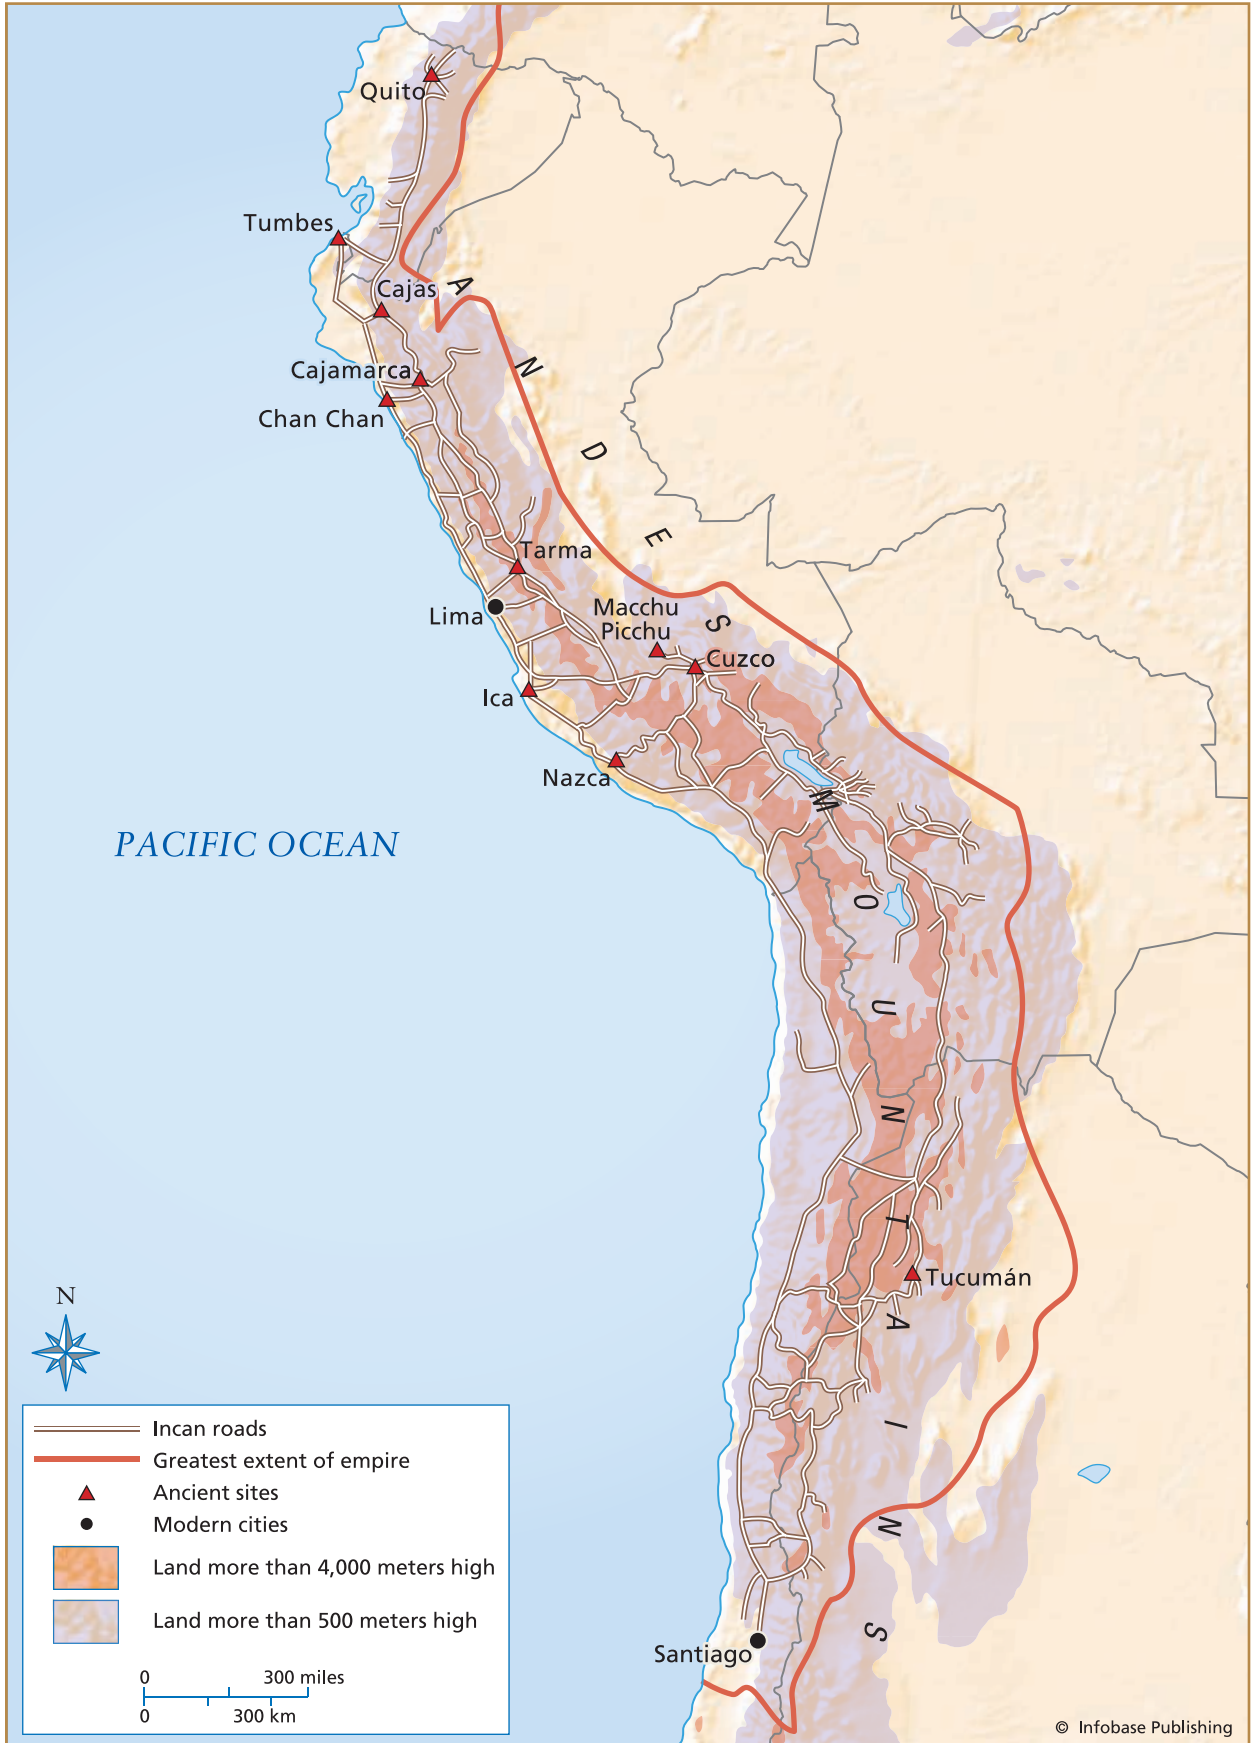 Quito
Tumbes
Cajas
Cajamarca
Chan Chan
Tarma
Lima
Macchu
Picchu
Cuzco
Ica
Nazca
ANDES MOUNTAINS
PACIFIC OCEAN
Tucumán
Santiago
N
Incan roads
Greatest extent of empire
Ancient sites
Modern cities
Land more than 4,000 meters high
Land more than 500 meters high
0 300 miles
0 300 km
© Infobase Publishing